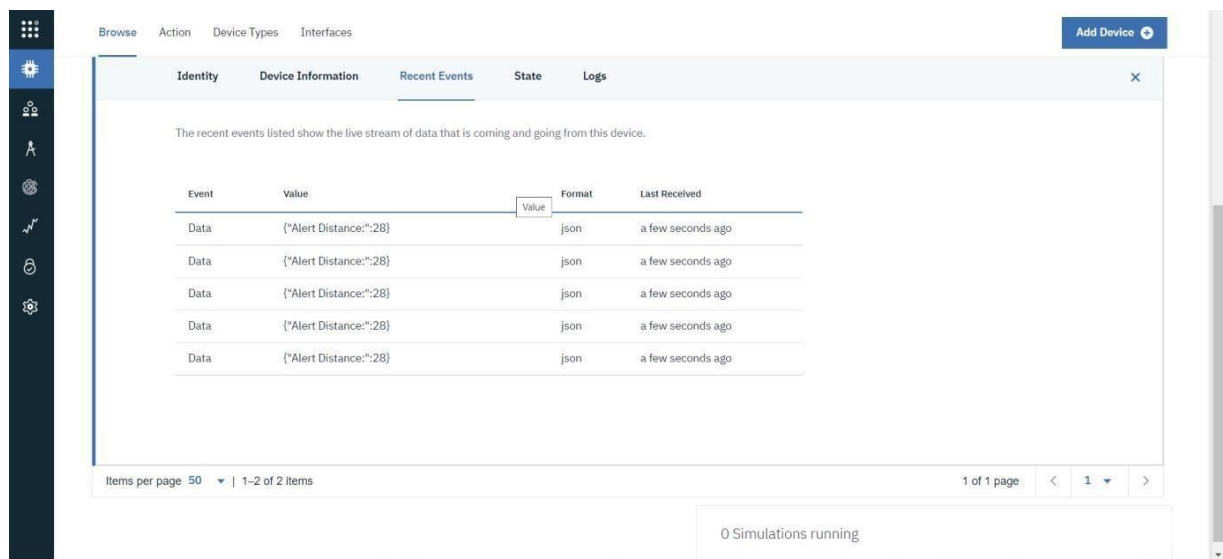 Browse Action Device Types Interfaces Add Device
Identity Device Information Recent Events State Logs
The recent events listed show the live stream of data that is coming and going from this device.
Event Value Format Last Received
Value
Data {"Alert Distance:":28} json a few seconds ago
Data {"Alert Distance:":28} json a few seconds ago
Data {"Alert Distance:":28} json a few seconds ago
Data {"Alert Distance:":28} json a few seconds ago
Data {"Alert Distance:":28} json a few seconds ago
Items per page 50 | 1–2 of 2 items 1 of 1 page 1
0 Simulations running